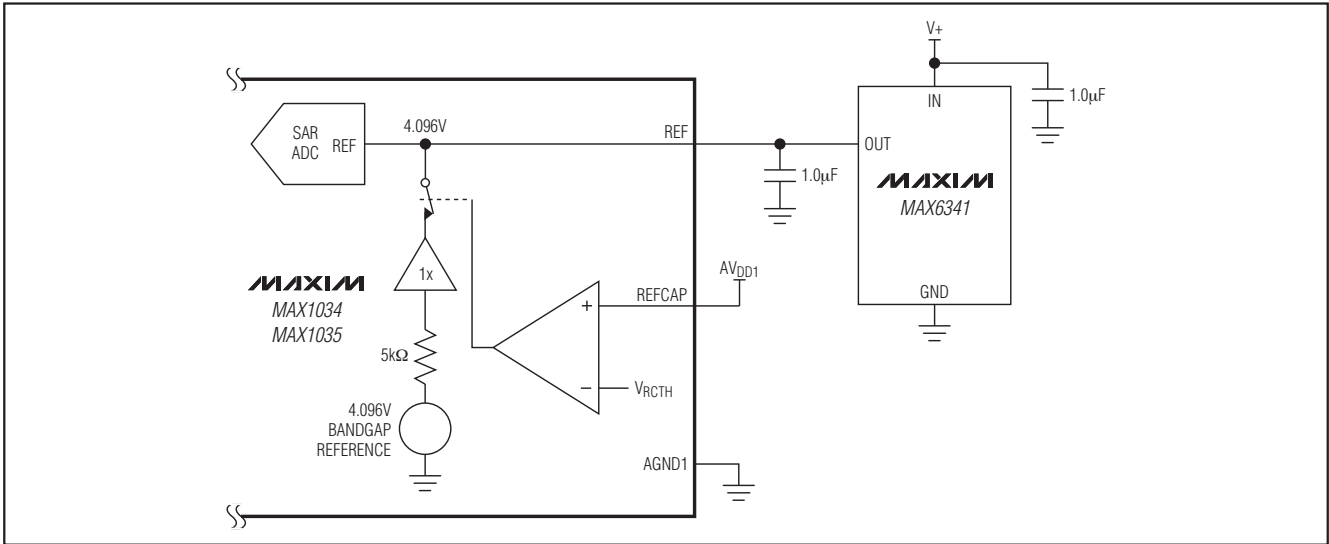 V+
IN
1.0µF
SAR
ADC
REF
4.096V
REF
OUT
1.0µF
MAXIM
MAX6341
GND
AVDD1
REFCAP
1x
MAXIM
MAX1034
MAX1035
+
−
VRCTH
5kΩ
4.096V
BANDGAP
REFERENCE
AGND1